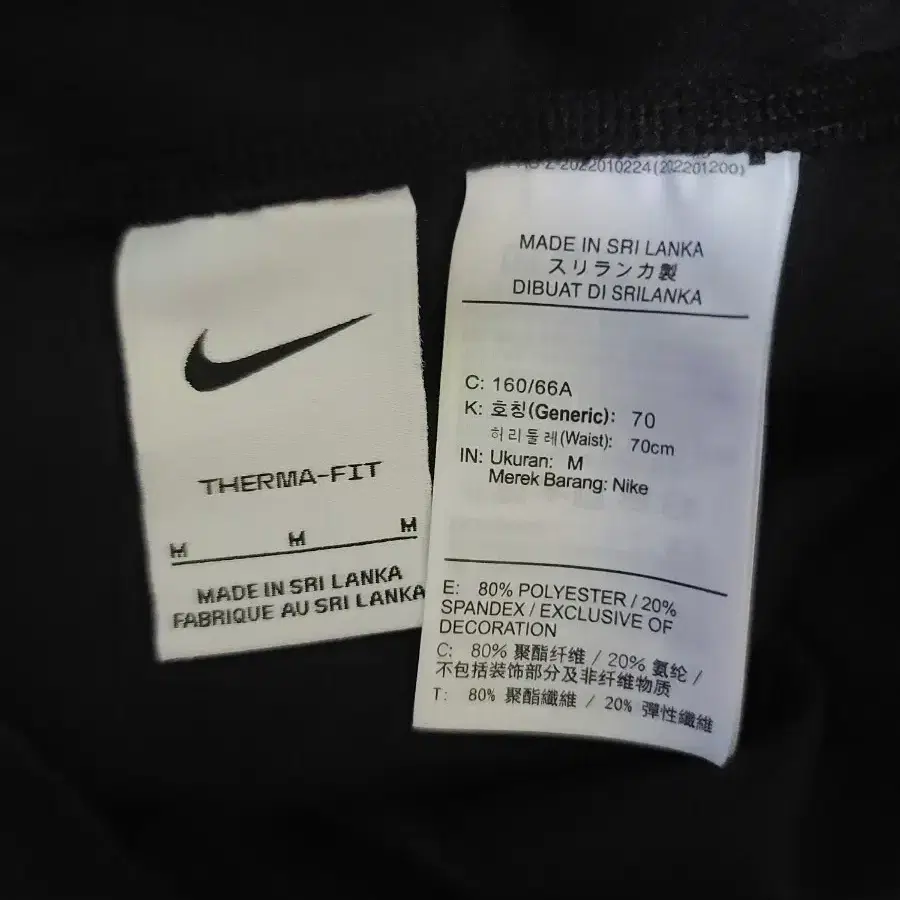 THERMA-FIT
M M M
MADE IN SRI LANKA
FABRIQUE AU SRI LANKA
2022010224(202201200)
MADE IN SRI LANKA
スリランカ製
DIBUAT DI SRILANKA
C: 160/66A
K: 호칭(Generic): 70
허리둘레(Waist): 70cm
IN: Ukuran: M
Merek Barang: Nike
E: 80% POLYESTER / 20%
SPANDEX / EXCLUSIVE OF
DECORATION
C: 80% 聚酯纤维 / 20% 氨纶 /
不包括装饰部分及非纤维物质
T: 80% 聚酯纖維 / 20% 彈性纖維